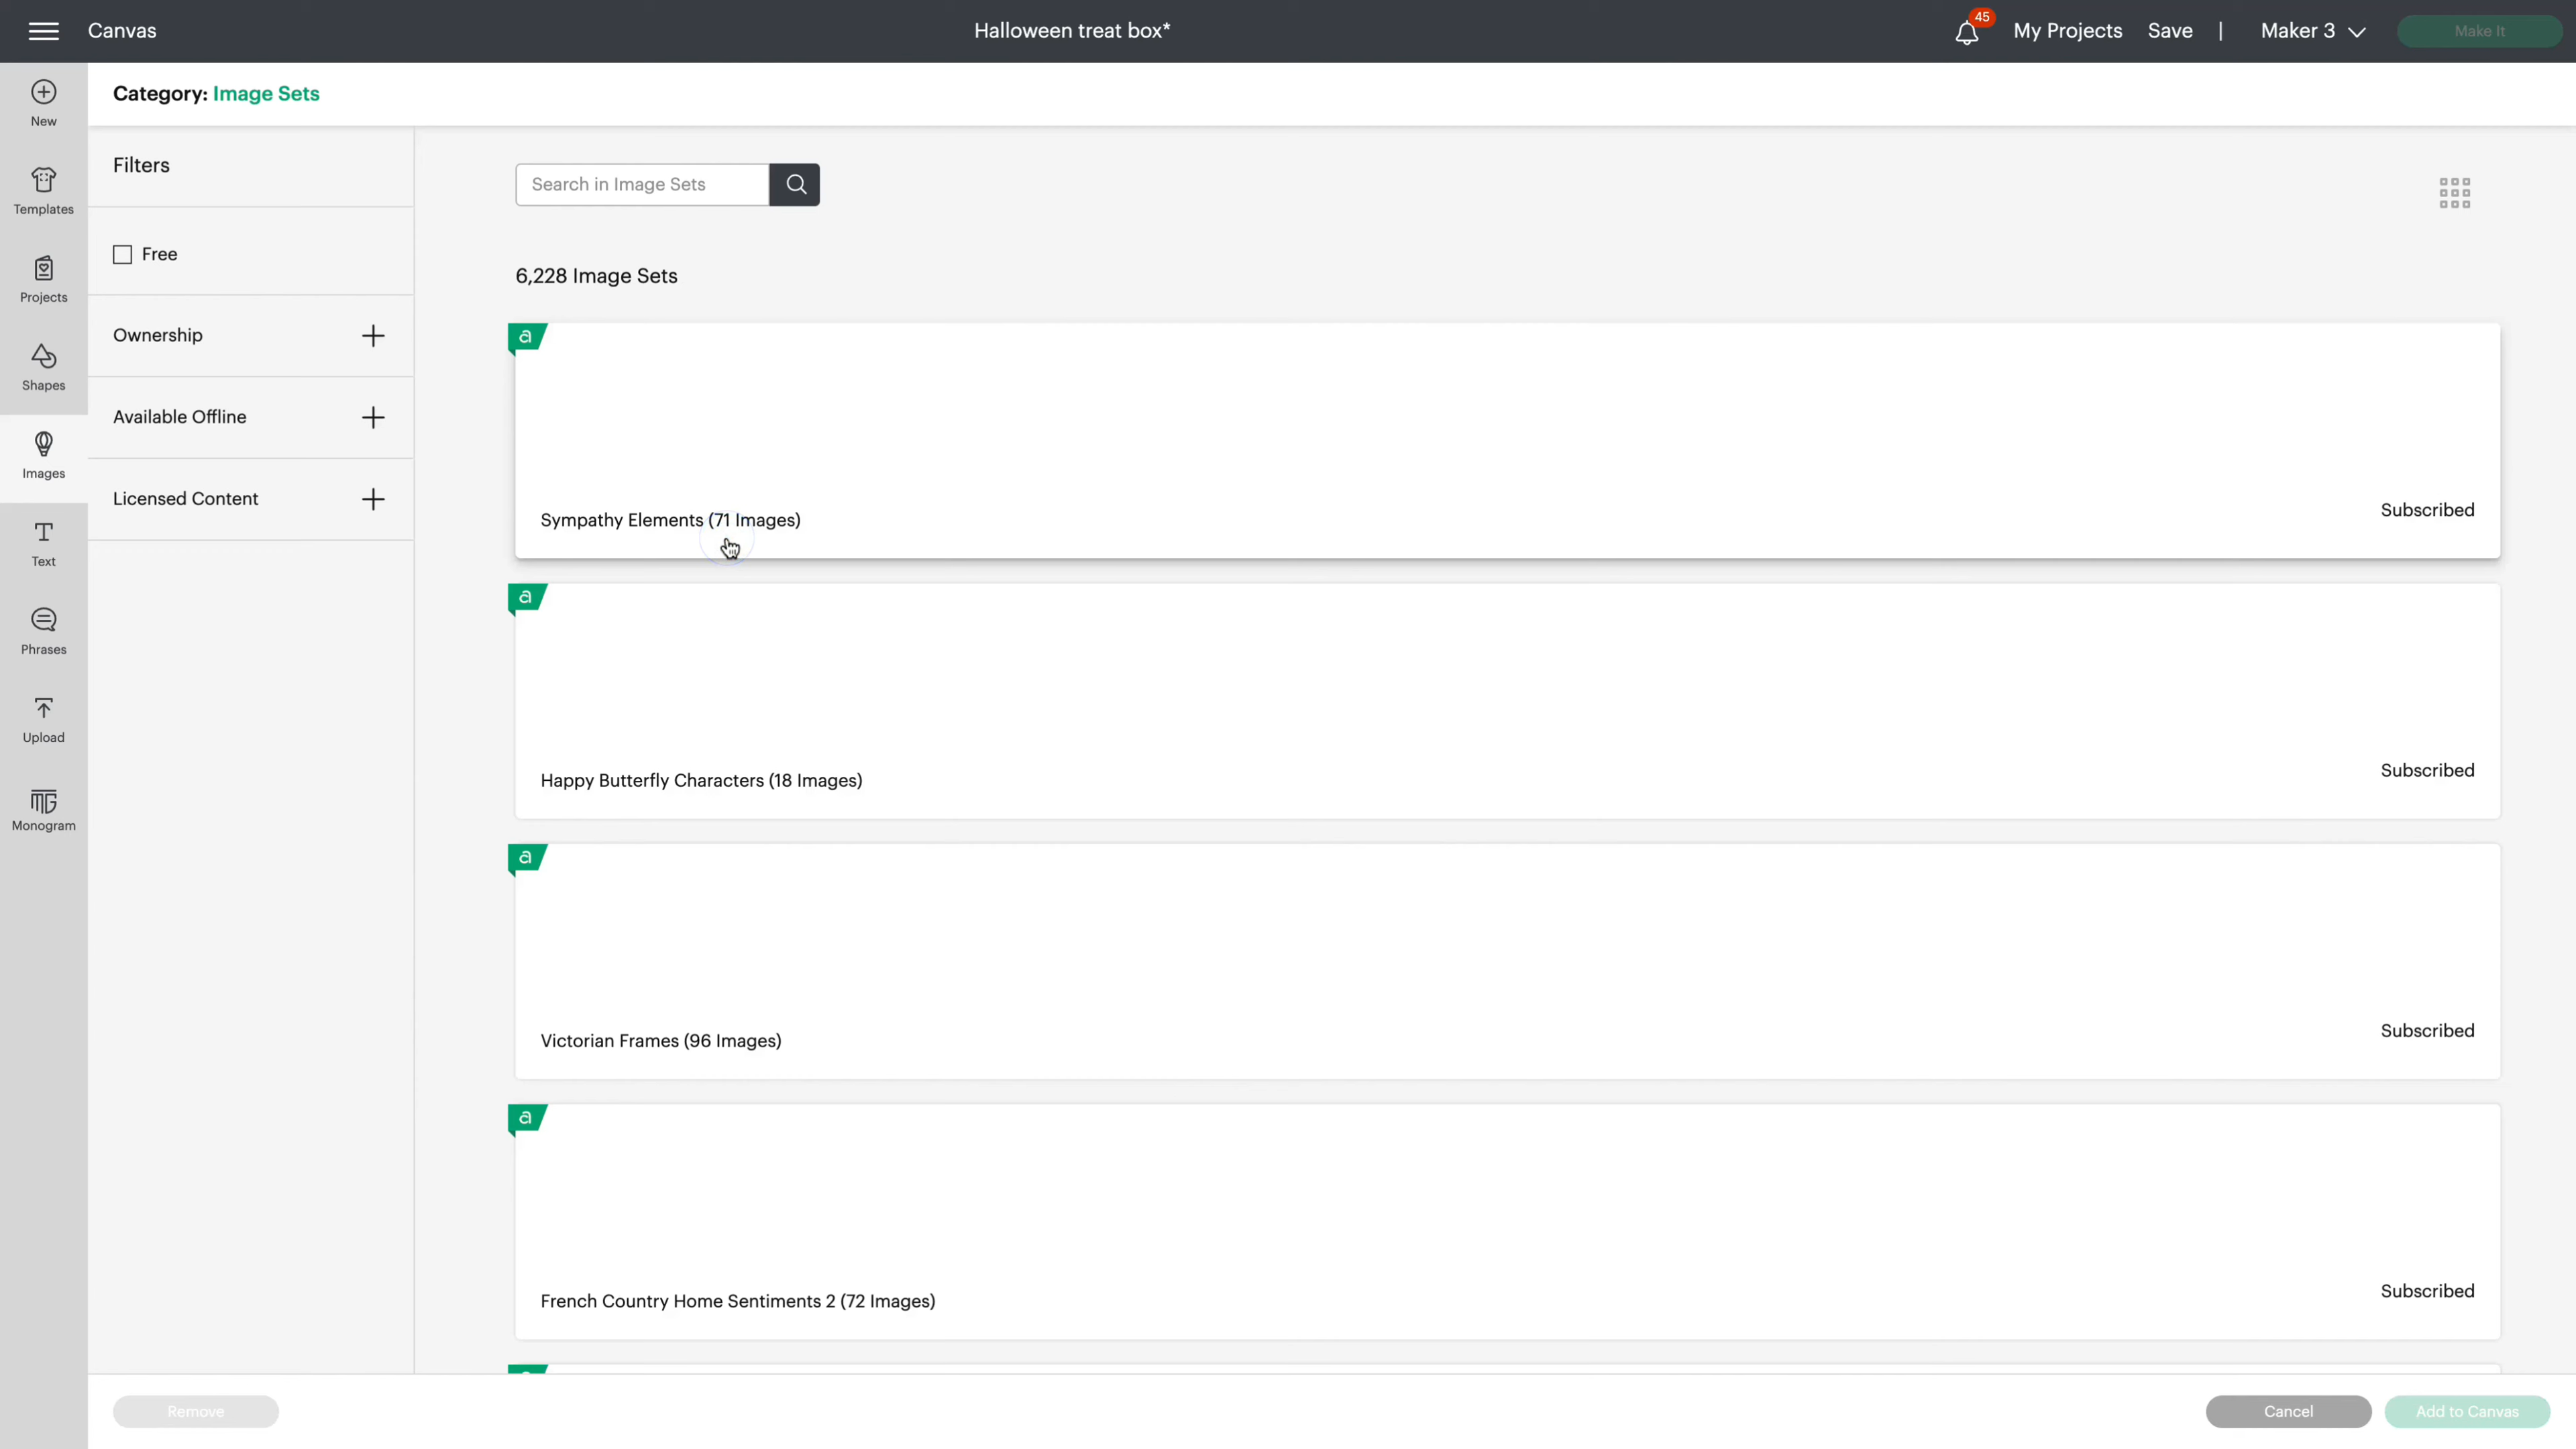 Canvas
Halloween treat box*
45
My Projects
Save
|
Maker 3
Make It
Category: Image Sets
New
Templates
Projects
Shapes
Images
Text
Phrases
Upload
MG
Monogram
Filters
Free
Ownership
Available Offline
Licensed Content
Search in Image Sets
6,228 Image Sets
a
Sympathy Elements (71 Images)
Subscribed
a
Happy Butterfly Characters (18 Images)
Subscribed
a
Victorian Frames (96 Images)
Subscribed
a
French Country Home Sentiments 2 (72 Images)
Subscribed
Remove
Cancel
Add to Canvas